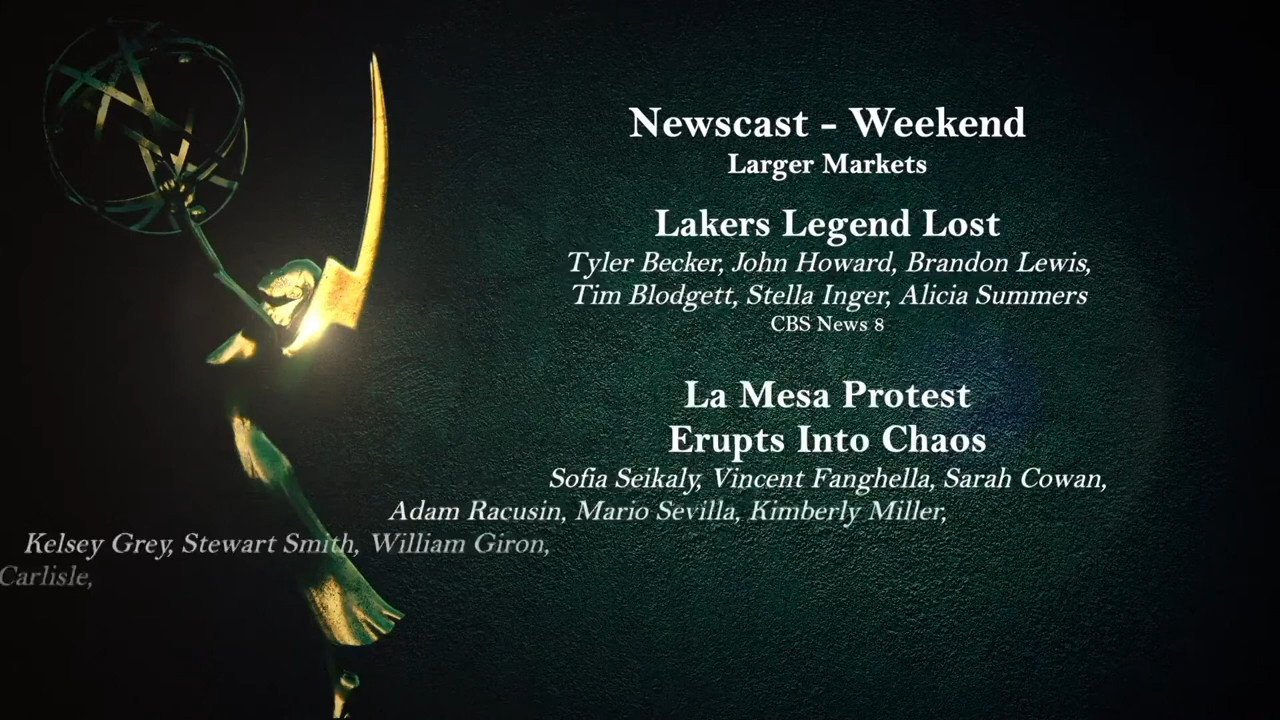 Newscast - Weekend
Larger Markets
Lakers Legend Lost
Tyler Becker, John Howard, Brandon Lewis,
Tim Blodgett, Stella Inger, Alicia Summers
CBS News 8
La Mesa Protest
Erupts Into Chaos
Sofia Seikaly, Vincent Fanghella, Sarah Cowan,
Adam Racusin, Mario Sevilla, Kimberly Miller,
Kelsey Grey, Stewart Smith, William Giron,
Carlisle,